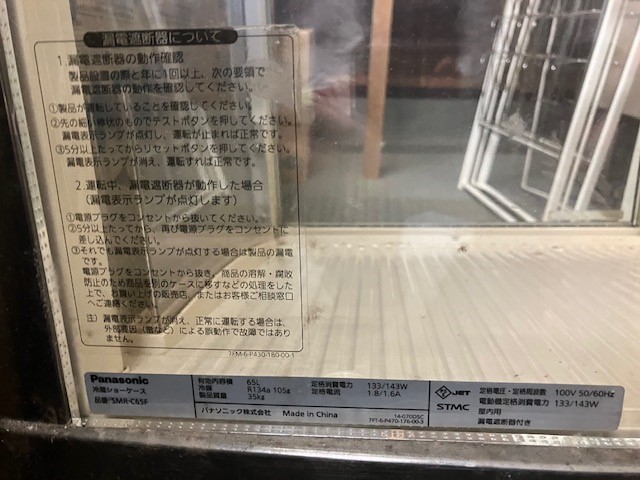 漏電遮断器について
1.漏電遮断器の動作確認
製品設置の際と年に1回以上、次の要領で
漏電遮断器の動作を確認してください。
①製品が運転していることを確認してください。
②先の細い棒状のものでテストボタンを押してください。
漏電表示ランプが点灯し、運転が止まれば正常です。
③5分以上たってからリセットボタンを押してください。
漏電表示ランプが消え、運転すれば正常です。
2.運転中、漏電遮断器が動作した場合
(漏電表示ランプが点灯します)
①電源プラグをコンセントから抜いてください。
②5分以上たってから、再び電源プラグをコンセントに
差し込んでください。
③それでも漏電表示ランプが点灯する場合は製品の漏電
です。
電源プラグをコンセントから抜き、商品の溶解・腐敗
防止のため商品を別のケースに移すなどの処理をした
上で、お買い上げの販売店、またはお客様ご相談窓口
へご連絡ください。
注)漏電表示ランプが消え、正常に運転する場合は、
外部原因(雷など)による誤動作で故障ではあり
ません。
7FM-6-P430-180-00-1
Panasonic
冷蔵ショーケース
品番 SMR-C65F
有効内容積 65L
冷媒 R134a 105g
製品質量 35kg
定格消費電力 133/143W
定格電流 1.8/1.6A
パナソニック株式会社 Made in China
14-070DSC
7FT-6-P470-176-00-3
JET
STMC
定格電圧・定格周波数 100V 50/60Hz
電動機定格消費電力 133/143W
屋内用
漏電遮断器付き